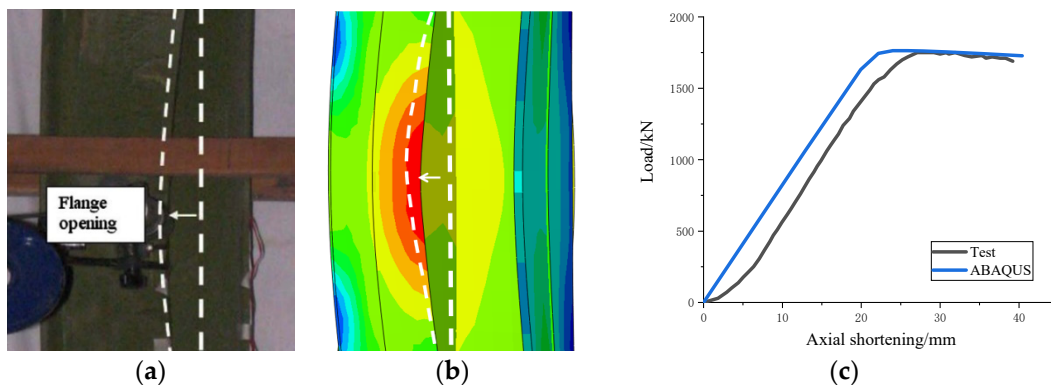 Flange
opening
2000
1500
1000
500
0
0
10
20
30
40
Load/kN
Axial shortening/mm
Test
ABAQUS
(a)
(b)
(c)